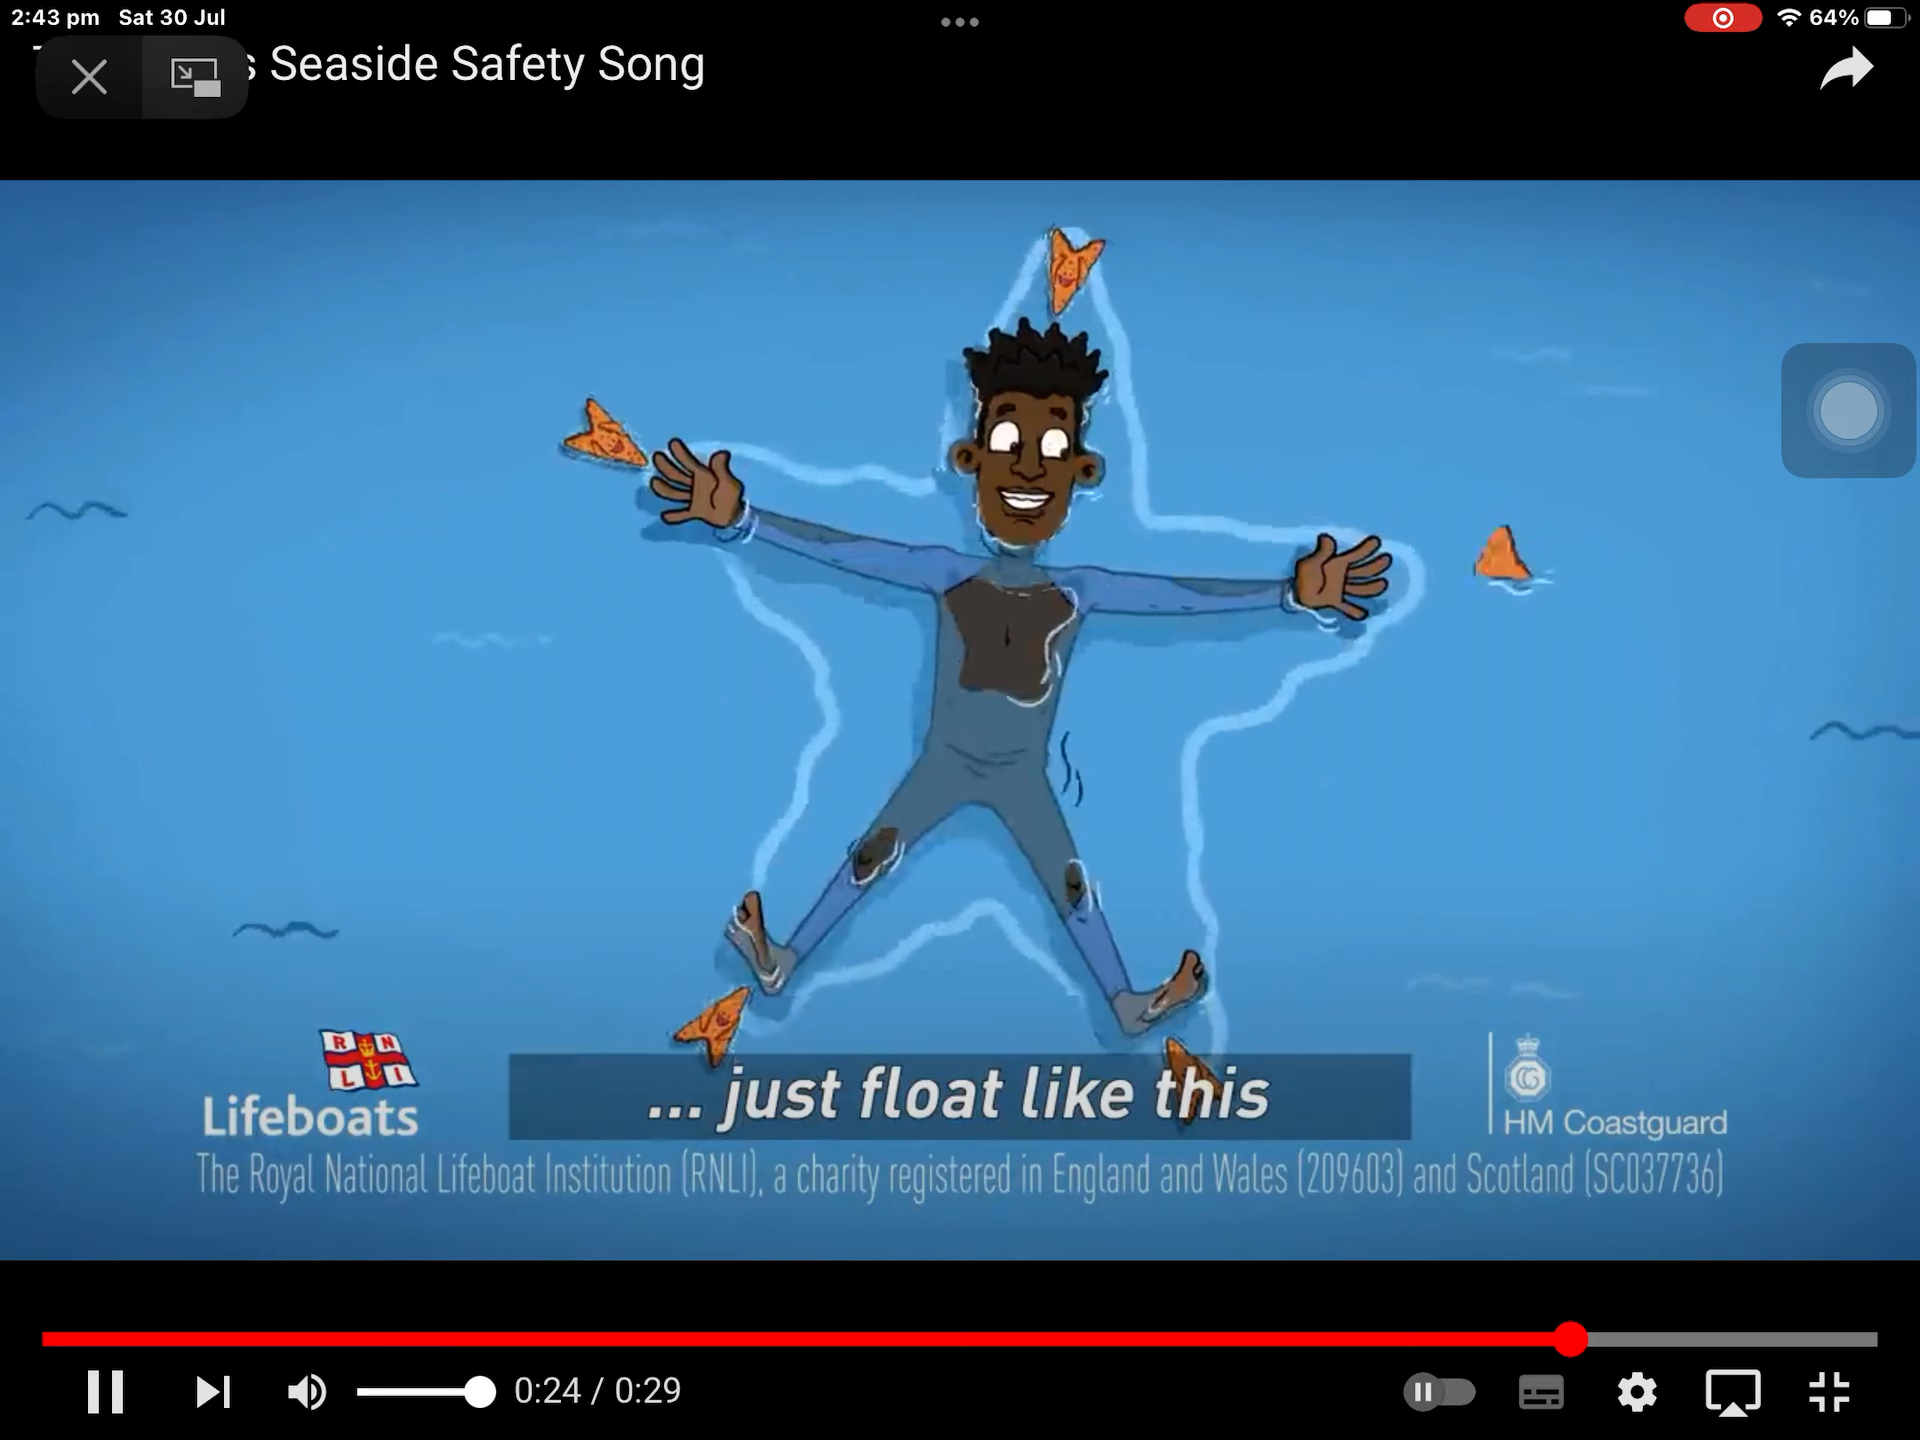 2:43 pm Sat 30 Jul
64%
s Seaside Safety Song
R N
L I
Lifeboats
... just float like this
HM Coastguard
The Royal National Lifeboat Institution (RNLI), a charity registered in England and Wales (209603) and Scotland (SC037736)
0:24 / 0:29